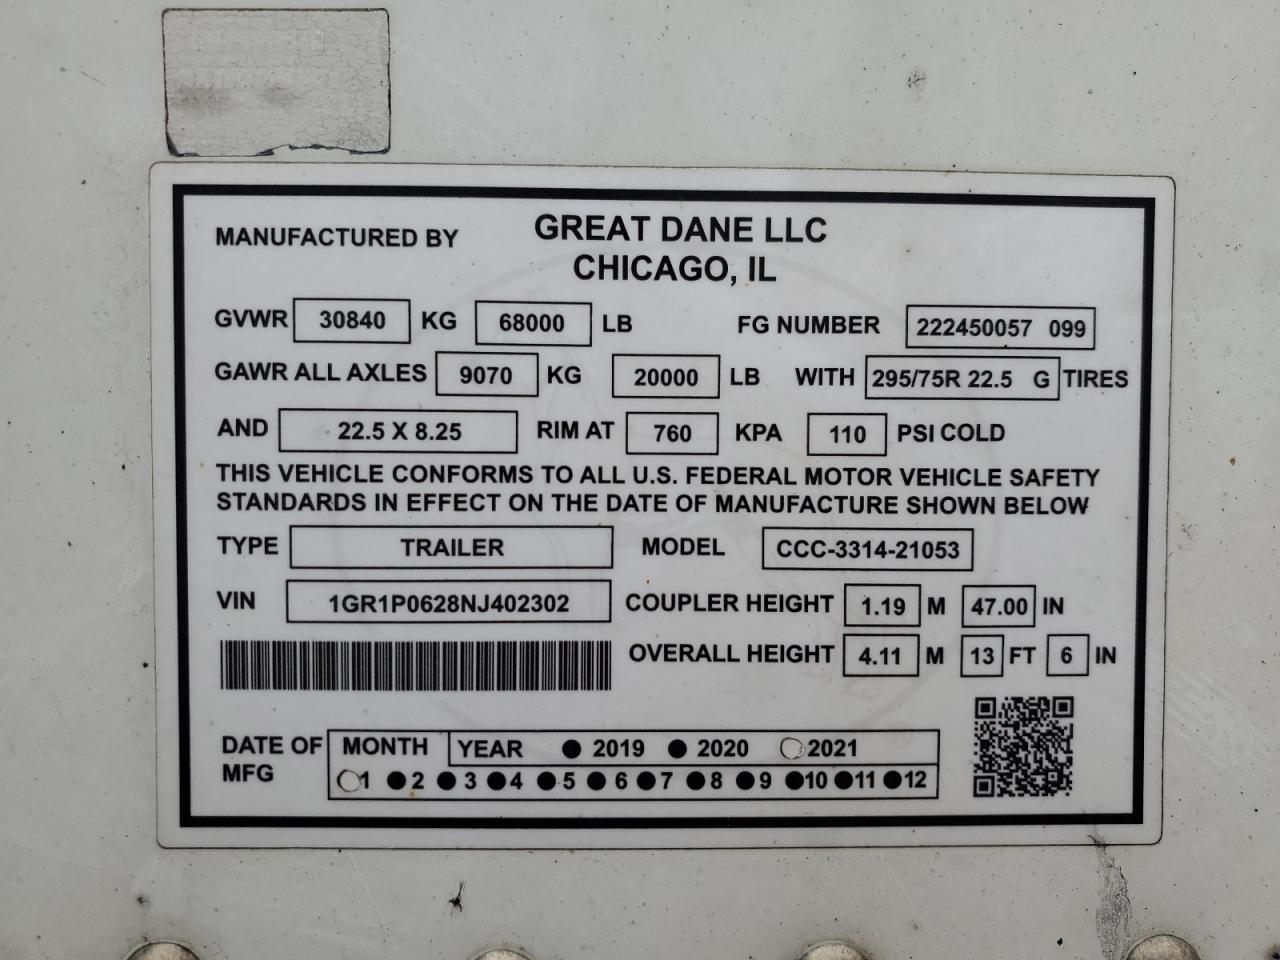 MANUFACTURED BY GREAT DANE LLC
CHICAGO, IL
GVWR 30840 KG 68000 LB FG NUMBER 222450057 099
GAWR ALL AXLES 9070 KG 20000 LB WITH 295/75R 22.5 G TIRES
AND 22.5 X 8.25 RIM AT 760 KPA 110 PSI COLD
THIS VEHICLE CONFORMS TO ALL U.S. FEDERAL MOTOR VEHICLE SAFETY
STANDARDS IN EFFECT ON THE DATE OF MANUFACTURE SHOWN BELOW
TYPE TRAILER MODEL CCC-3314-21053
VIN 1GR1P0628NJ402302 COUPLER HEIGHT 1.19 M 47.00 IN
OVERALL HEIGHT 4.11 M 13 FT 6 IN
DATE OF MFG MONTH YEAR 2019 2020 2021
1 2 3 4 5 6 7 8 9 10 11 12